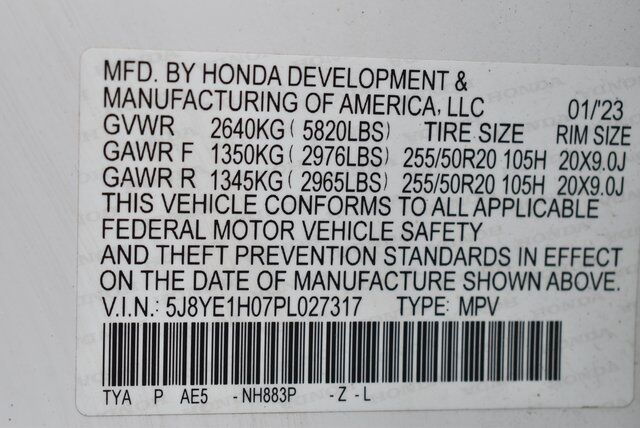 MFD. BY HONDA DEVELOPMENT &
MANUFACTURING OF AMERICA, LLC 01/'23
GVWR 2640KG ( 5820LBS) TIRE SIZE RIM SIZE
GAWR F 1350KG ( 2976LBS) 255/50R20 105H 20X9.0J
GAWR R 1345KG ( 2965LBS) 255/50R20 105H 20X9.0J
THIS VEHICLE CONFORMS TO ALL APPLICABLE
FEDERAL MOTOR VEHICLE SAFETY
AND THEFT PREVENTION STANDARDS IN EFFECT
ON THE DATE OF MANUFACTURE SHOWN ABOVE.
V.I.N.: 5J8YE1H07PL027317 TYPE: MPV
TYA P AE5 -NH883P -Z -L